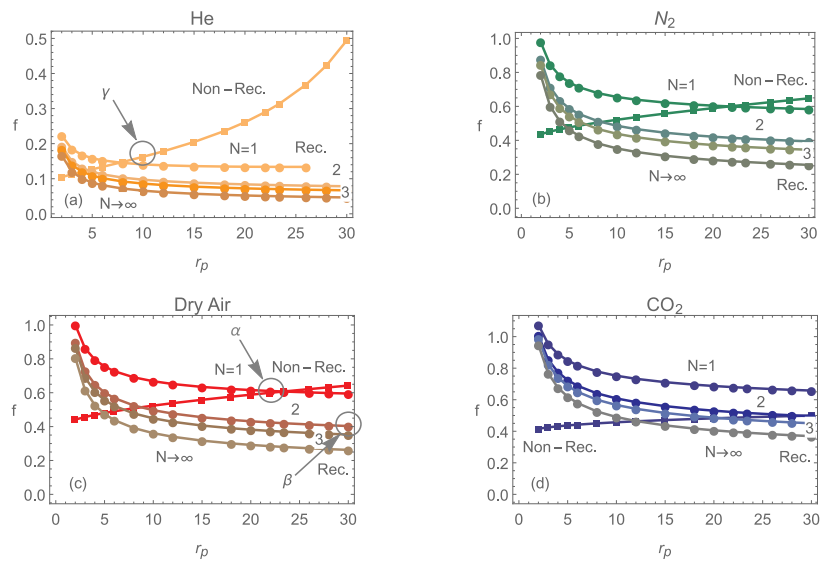 He
0.5
0.4
0.3
0.2
0.1
0.0
f
γ
Non–Rec.
N=1
Rec.
2
3
N→∞
(a)
5 10 15 20 25 30
r_p
N₂
1.0
0.8
0.6
0.4
0.2
0.0
f
N=1
Non–Rec.
2
3
N→∞
Rec.
(b)
0 5 10 15 20 25 30
r_p
Dry Air
1.0
0.8
0.6
0.4
0.2
0.0
f
α
N=1
Non–Rec.
2
3
N→∞
β
Rec.
(c)
0 5 10 15 20 25 30
r_p
CO₂
1.0
0.8
0.6
0.4
0.2
0.0
f
N=1
2
3
Non–Rec.
N→∞
Rec.
(d)
0 5 10 15 20 25 30
r_p